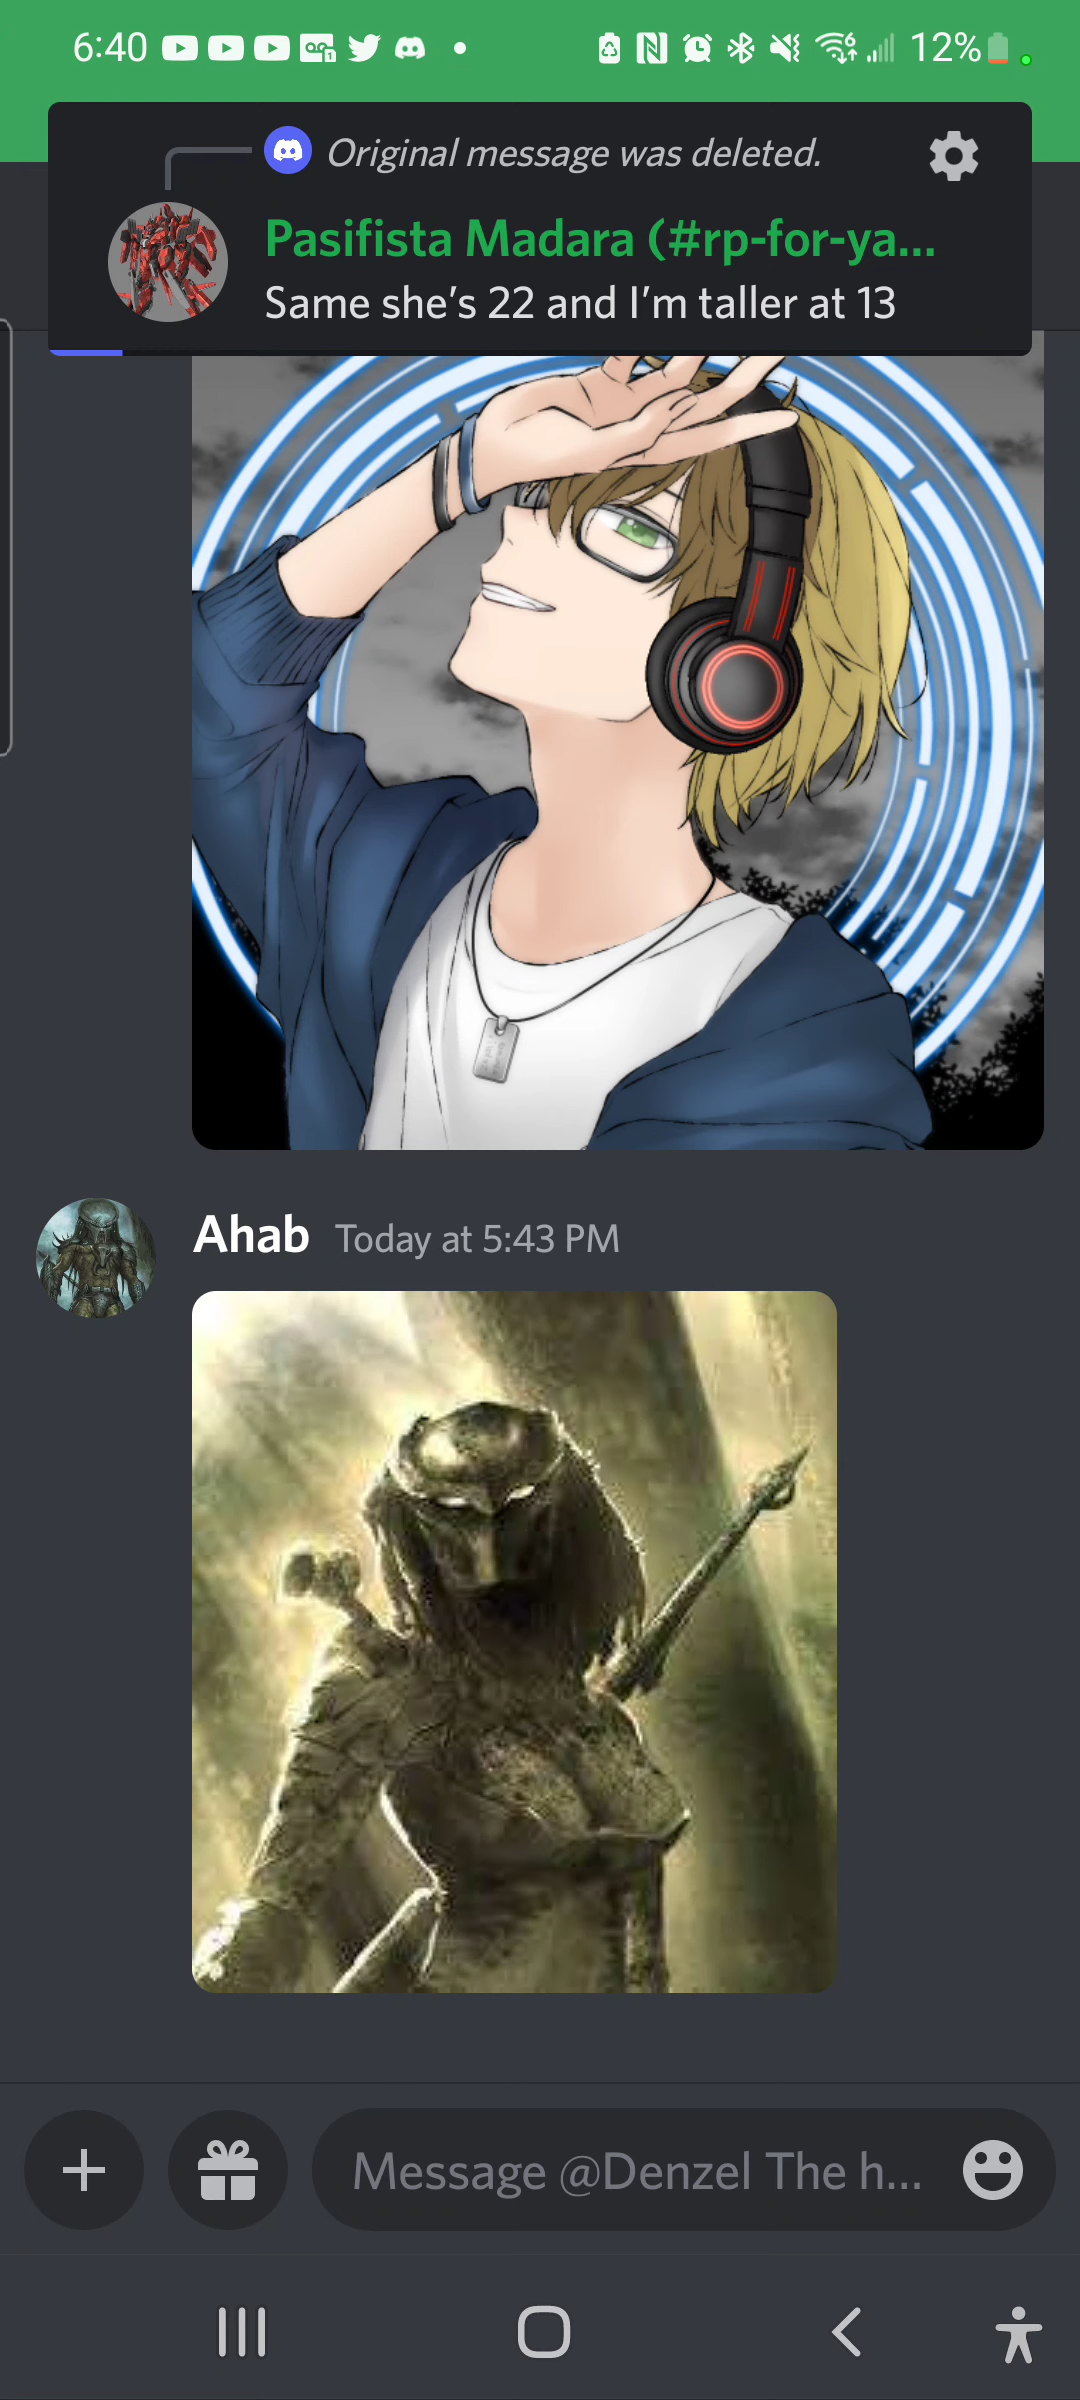 6:40
12%
Original message was deleted.
Pasifista Madara (#rp-for-ya...
Same she's 22 and I'm taller at 13
Ahab Today at 5:43 PM
Message @Denzel The h...